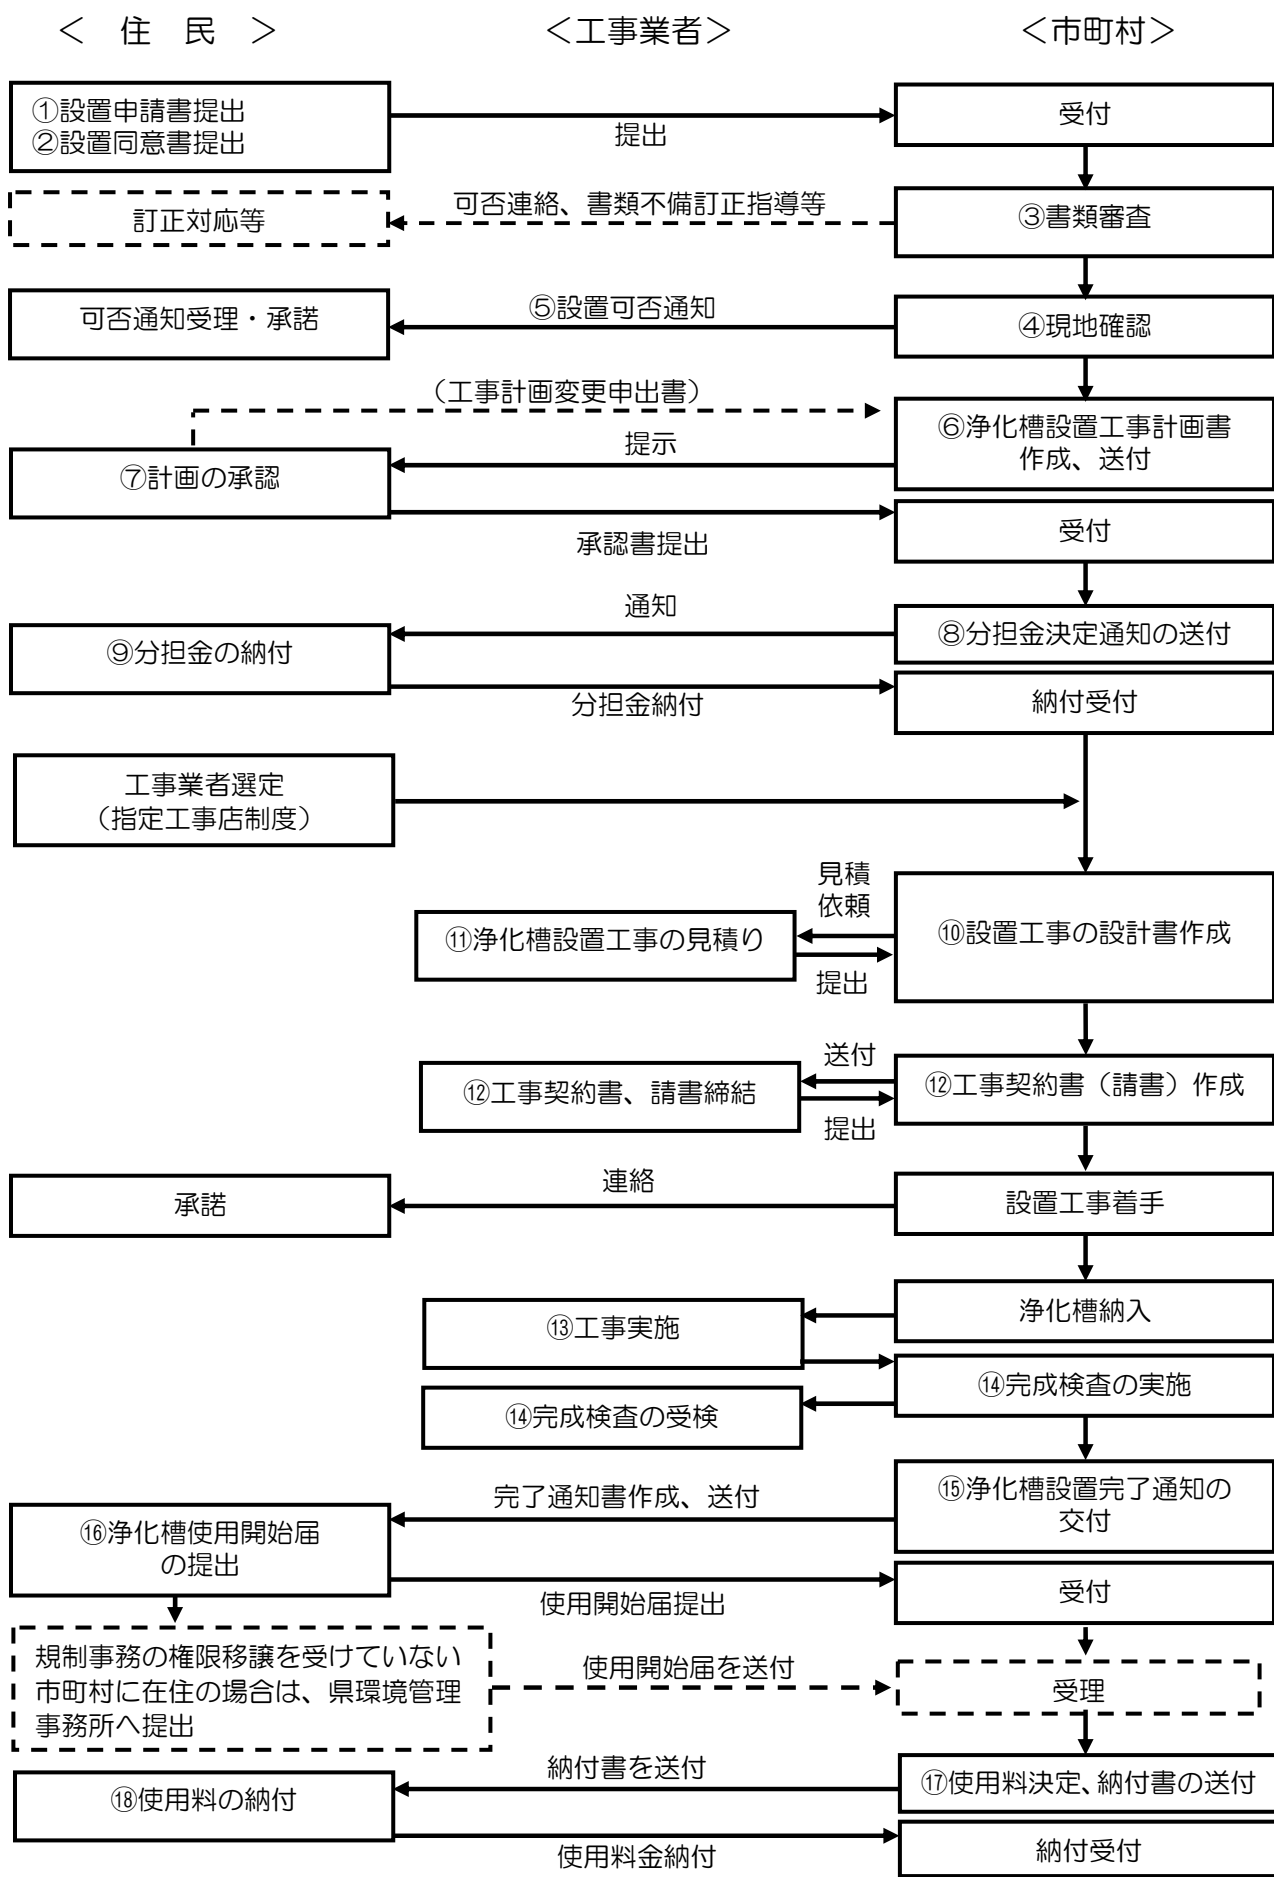 ＜　住　民　＞
＜工事業者＞
＜市町村＞
①設置申請書提出
②設置同意書提出
提出
受付
訂正対応等
可否連絡、書類不備訂正指導等
③書類審査
可否通知受理・承諾
⑤設置可否通知
④現地確認
（工事計画変更申出書）
⑥浄化槽設置工事計画書
作成、送付
提示
⑦計画の承認
承認書提出
受付
通知
⑧分担金決定通知の送付
⑨分担金の納付
分担金納付
納付受付
工事業者選定
（指定工事店制度）
見積
依頼
⑪浄化槽設置工事の見積り
提出
⑩設置工事の設計書作成
送付
⑫工事契約書、請書締結
提出
⑫工事契約書（請書）作成
承諾
連絡
設置工事着手
浄化槽納入
⑬工事実施
⑭完成検査の実施
⑭完成検査の受検
⑮浄化槽設置完了通知の
交付
完了通知書作成、送付
⑯浄化槽使用開始届
の提出
使用開始届提出
受付
規制事務の権限移譲を受けていない
市町村に在住の場合は、県環境管理
事務所へ提出
使用開始届を送付
受理
納付書を送付
⑰使用料決定、納付書の送付
⑱使用料の納付
使用料金納付
納付受付